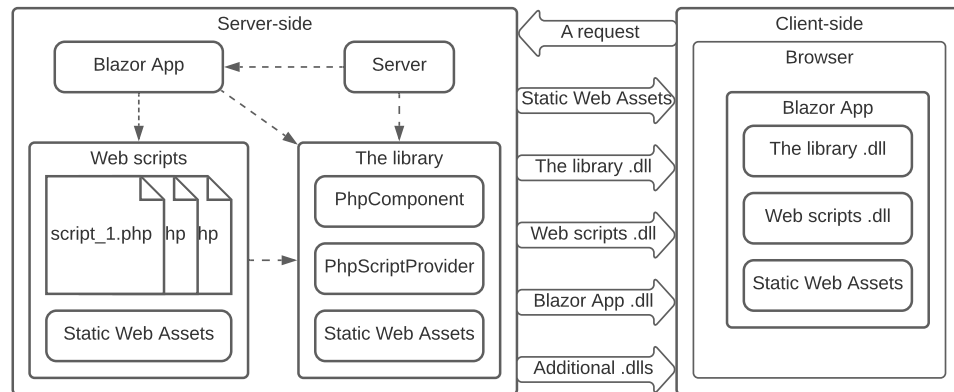 Server-side
Blazor App
Server
Web scripts
script_1.php
hp
hp
Static Web Assets
The library
PhpComponent
PhpScriptProvider
Static Web Assets
A request
Static Web Assets
The library .dll
Web scripts .dll
Blazor App .dll
Additional .dlls
Client-side
Browser
Blazor App
The library .dll
Web scripts .dll
Static Web Assets